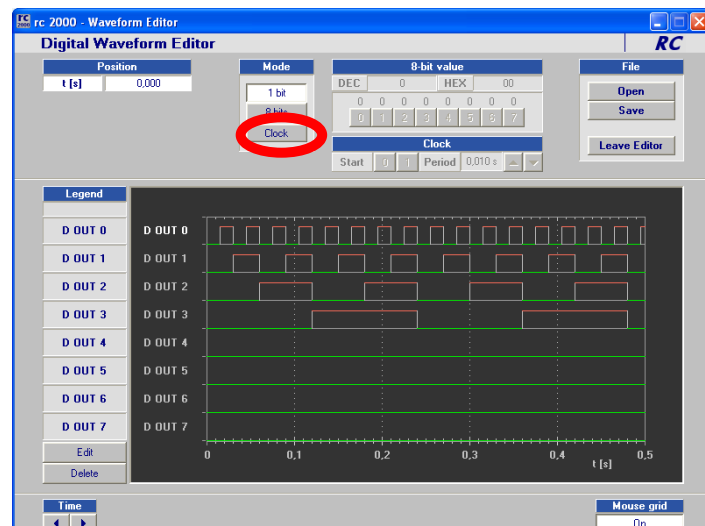 rc 2000 - Waveform Editor
Digital Waveform Editor
RC
Position
t [s] 0,000
Mode
1 bit
8 bits
Clock
8-bit value
DEC 0 HEX 00
0 0 0 0 0 0 0 0
0 1 2 3 4 5 6 7
Clock
Start 0 1 Period 0,010 s
File
Open
Save
Leave Editor
Legend
D OUT 0 D OUT 0
D OUT 1 D OUT 1
D OUT 2 D OUT 2
D OUT 3 D OUT 3
D OUT 4 D OUT 4
D OUT 5 D OUT 5
D OUT 6 D OUT 6
D OUT 7 D OUT 7
Edit
Delete
0 0,1 0,2 0,3 0,4 0,5
t [s]
Time
Mouse grid
On